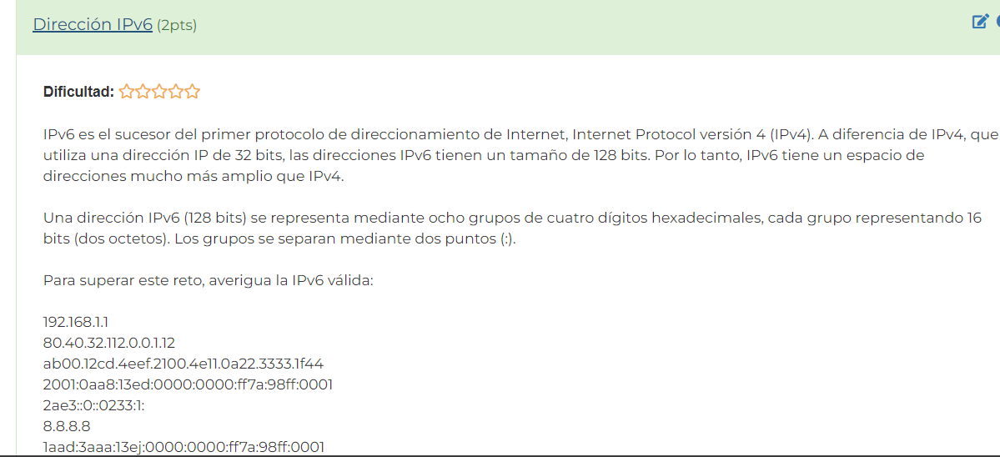 Dirección IPv6 (2pts)
Dificultad:
IPv6 es el sucesor del primer protocolo de direccionamiento de Internet, Internet Protocol versión 4 (IPv4). A diferencia de IPv4, que
utiliza una dirección IP de 32 bits, las direcciones IPv6 tienen un tamaño de 128 bits. Por lo tanto, IPv6 tiene un espacio de
direcciones mucho más amplio que IPv4.
Una dirección IPv6 (128 bits) se representa mediante ocho grupos de cuatro dígitos hexadecimales, cada grupo representando 16
bits (dos octetos). Los grupos se separan mediante dos puntos (:).
Para superar este reto, averigua la IPv6 válida:
192.168.1.1
80.40.32.112.0.0.1.12
ab00.12cd.4eef.2100.4e11.0a22.3333.1f44
2001:0aa8:13ed:0000:0000:ff7a:98ff:0001
2ae3::0::0233:1:
8.8.8.8
1aad:3aaa:13ej:0000:0000:ff7a:98ff:0001